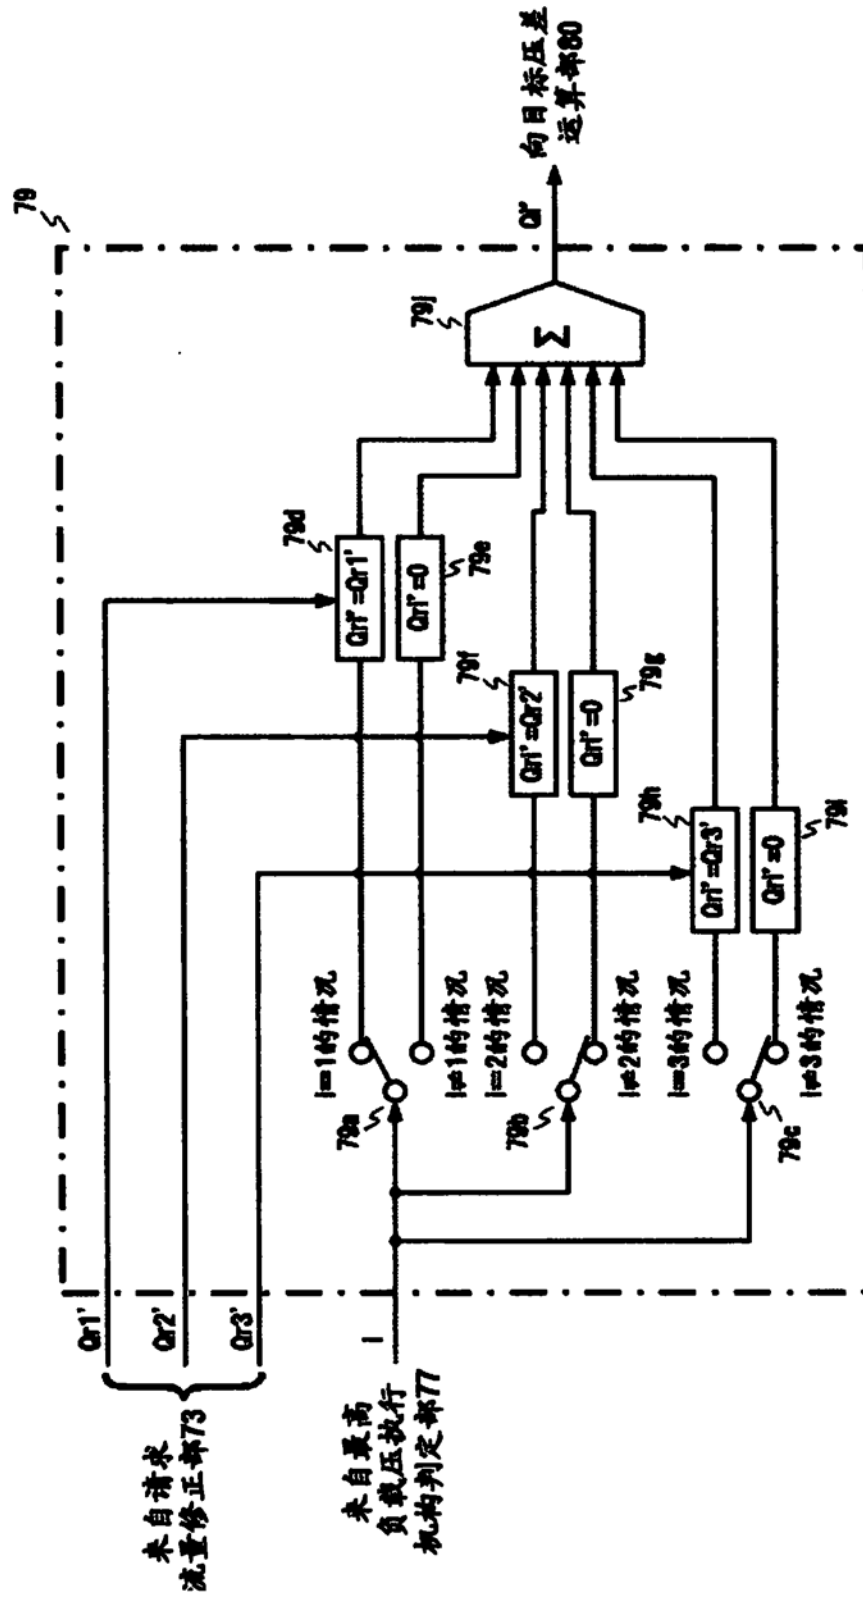 79
来自请求
流量修正部73
Qr1'
Qr2'
Qr3'
来自最高
负载压执行
机构判定部77
i
79a
i=1的情况
i≠1的情况
79b
i=2的情况
i≠2的情况
79c
i=3的情况
i≠3的情况
79d
Qri'=Qr1'
Qri'=0
79e
79f
Qri'=Qr2'
Qri'=0
79g
79h
Qri'=Qr3'
Qri'=0
79i
79j
Σ
向目标压差
运算部80